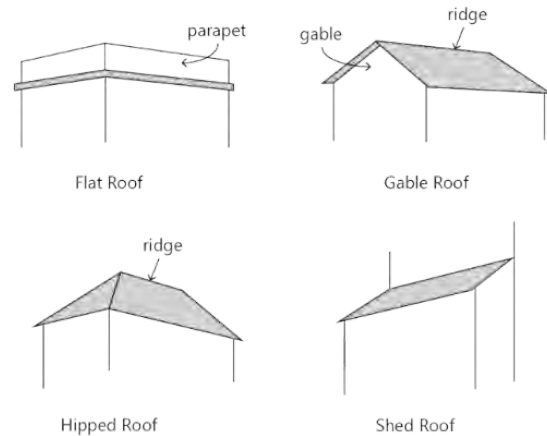 parapet
gable
ridge
Flat Roof
Gable Roof
ridge
Hipped Roof
Shed Roof